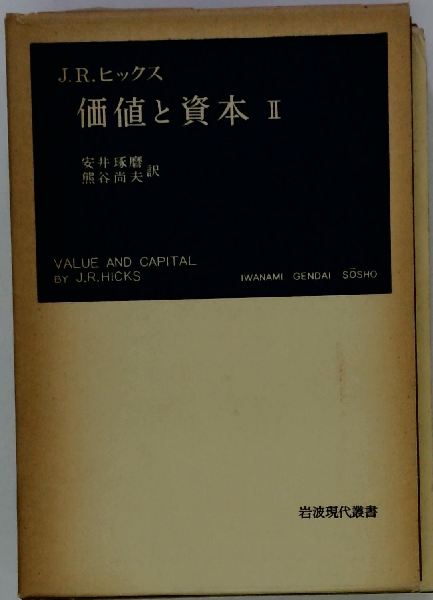 J.R.ヒックス
価値と資本 II
安井琢磨
熊谷尚夫 訳
VALUE AND CAPITAL
BY J.R.HICKS
IWANAMI GENDAI SŌSHO
岩波現代叢書